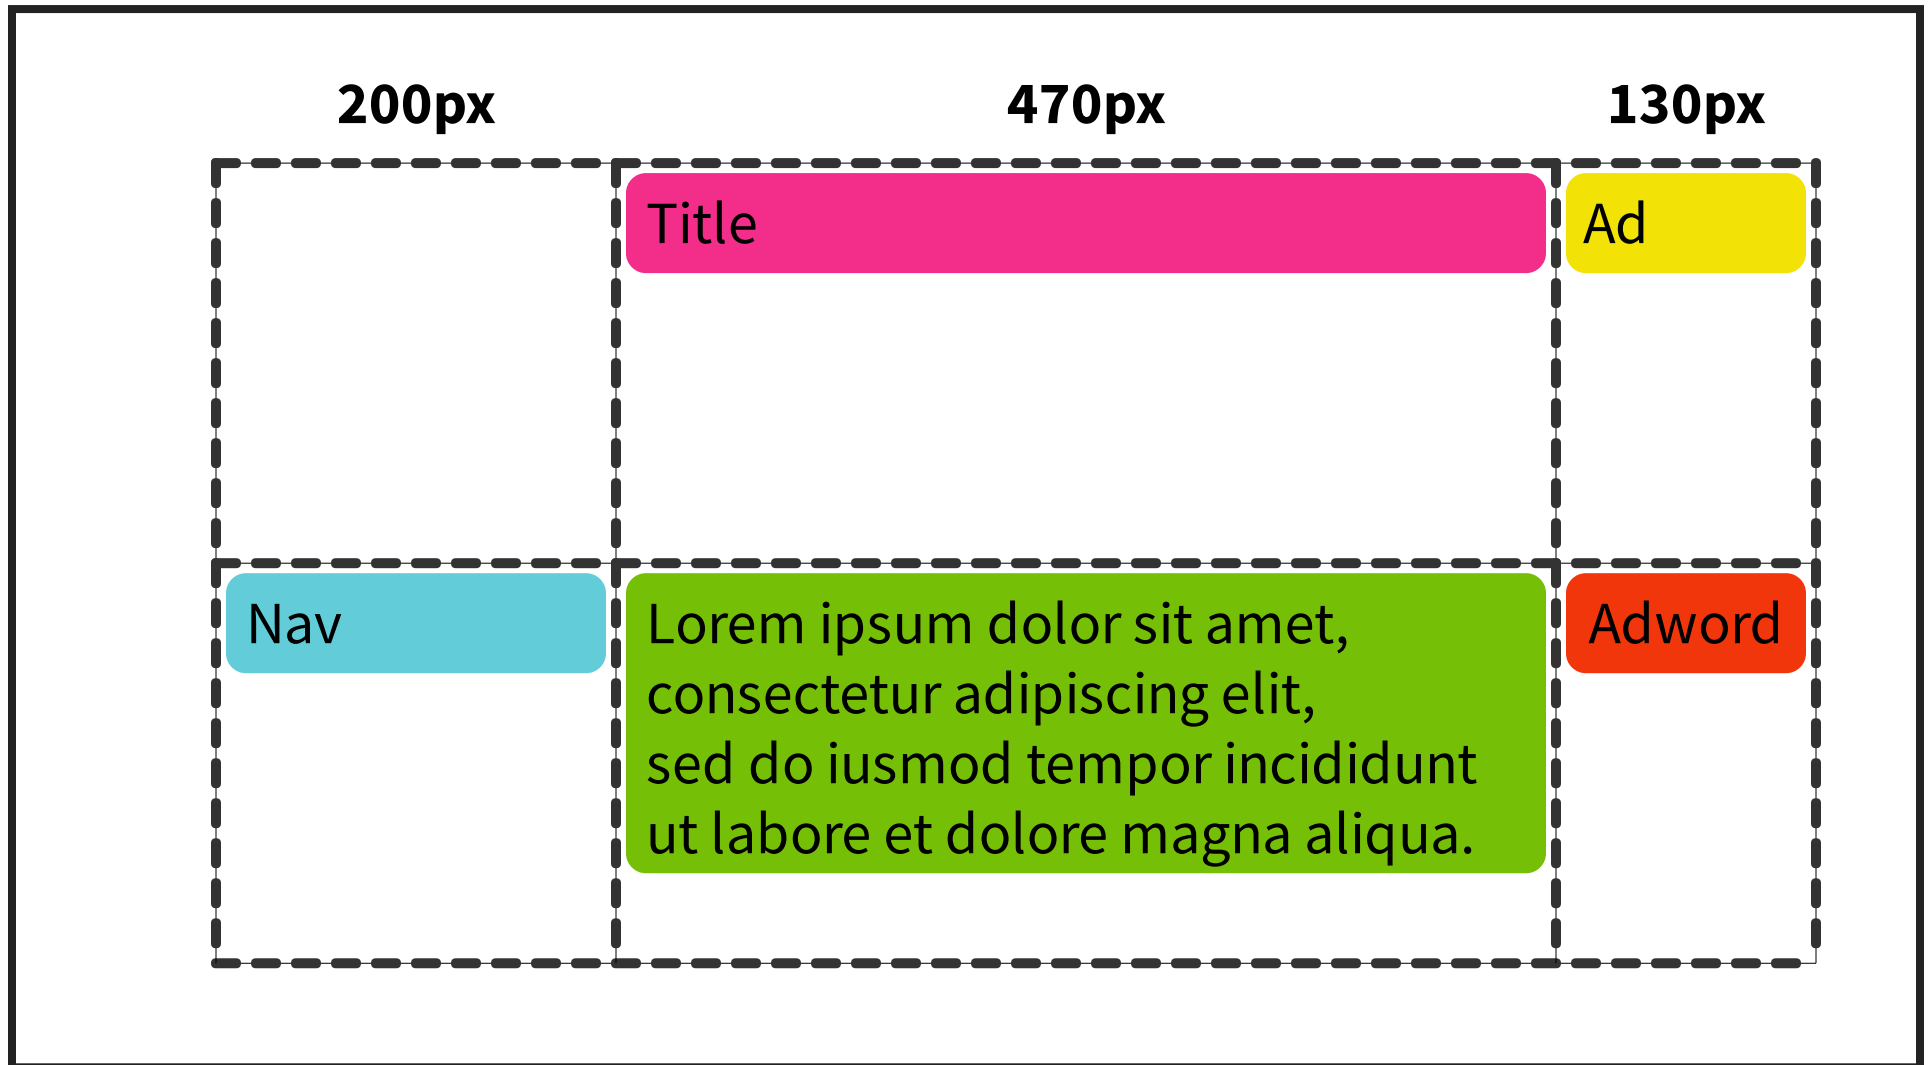 200px 470px 130px
Title Ad
Nav
Lorem ipsum dolor sit amet,
consectetur adipiscing elit,
sed do iusmod tempor incididunt
ut labore et dolore magna aliqua.
Adword